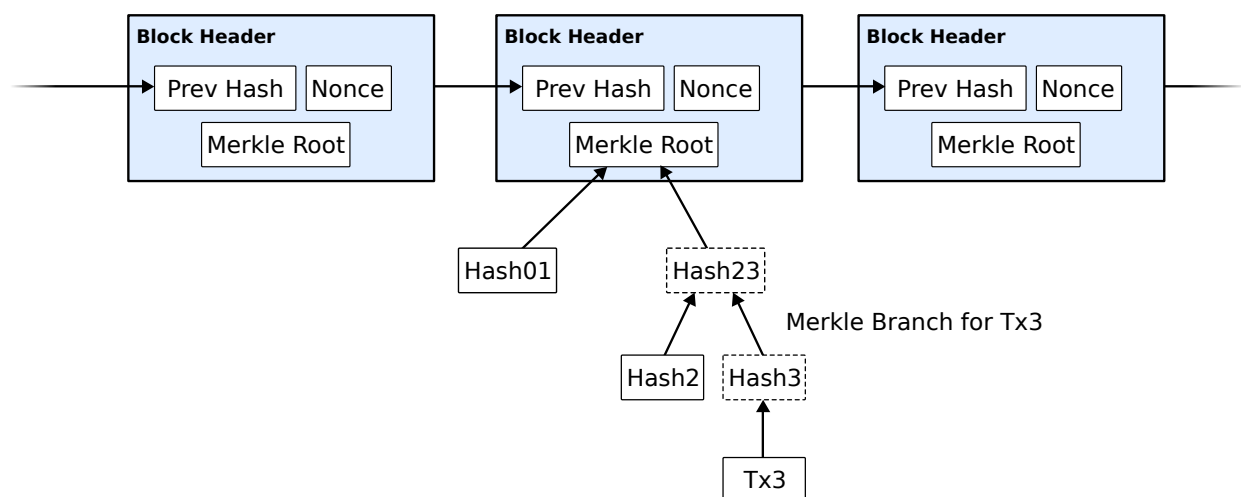 Block Header
Prev Hash
Nonce
Merkle Root
Block Header
Prev Hash
Nonce
Merkle Root
Block Header
Prev Hash
Nonce
Merkle Root
Hash01
Hash23
Merkle Branch for Tx3
Hash2
Hash3
Tx3